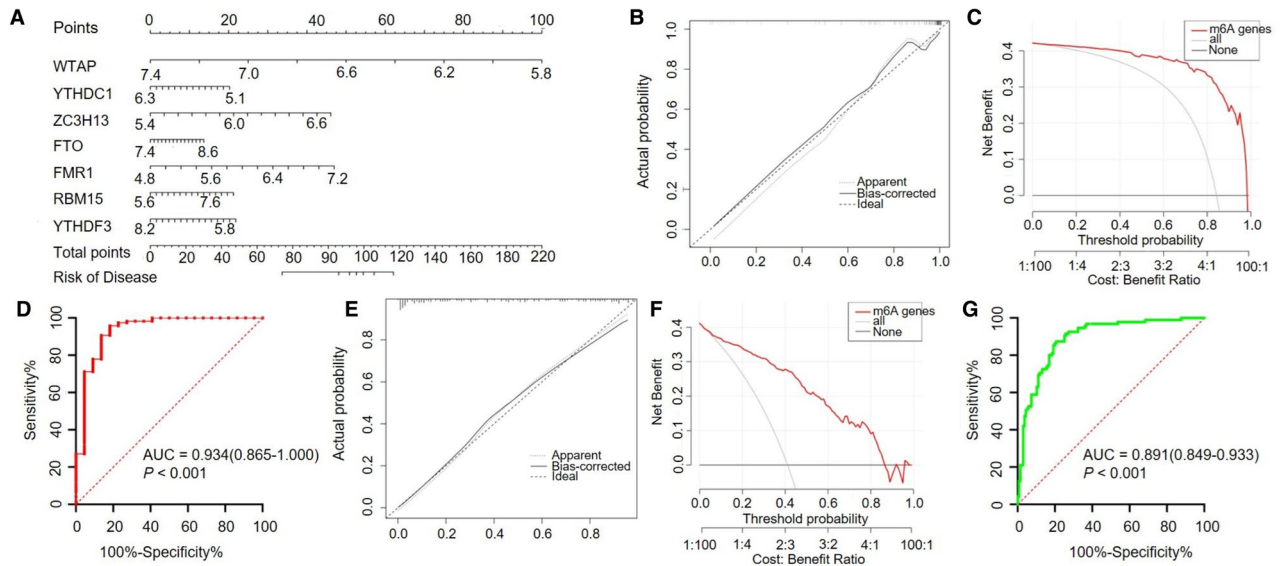 A
Points
0 20 40 60 80 100
WTAP
7.4 7.0 6.6 6.2 5.8
YTHDC1
6.3 5.1
ZC3H13
5.4 6.0 6.6
FTO
7.4 8.6
FMR1
4.8 5.6 6.4 7.2
RBM15
5.6 7.6
YTHDF3
8.2 5.8
Total points
0 20 40 60 80 100 120 140 160 180 200 220
Risk of Disease
B
Actual probability
1.0
0.8
0.6
0.4
0.2
0.0
Apparent
Bias-corrected
Ideal
0.0 0.2 0.4 0.6 0.8 1.0
C
m6A genes
all
None
Net Benefit
0.4
0.3
0.2
0.1
0.0
0.0 0.2 0.4 0.6 0.8 1.0
Threshold probability
1:100 1:4 2:3 3:2 4:1 100:1
Cost: Benefit Ratio
D
Sensitivity%
100
80
60
40
20
0
AUC = 0.934(0.865-1.000)
P < 0.001
0 20 40 60 80 100
100%-Specificity%
E
Actual probability
0.8
0.6
0.4
0.2
0.0
Apparent
Bias-corrected
Ideal
0.0 0.2 0.4 0.6 0.8
F
m6A genes
all
None
Net Benefit
0.4
0.3
0.2
0.1
0.0
0.0 0.2 0.4 0.6 0.8 1.0
Threshold probability
1:100 1:4 2:3 3:2 4:1 100:1
Cost: Benefit Ratio
G
Sensitivity%
100
80
60
40
20
0
AUC = 0.891(0.849-0.933)
P < 0.001
0 20 40 60 80 100
100%-Specificity%